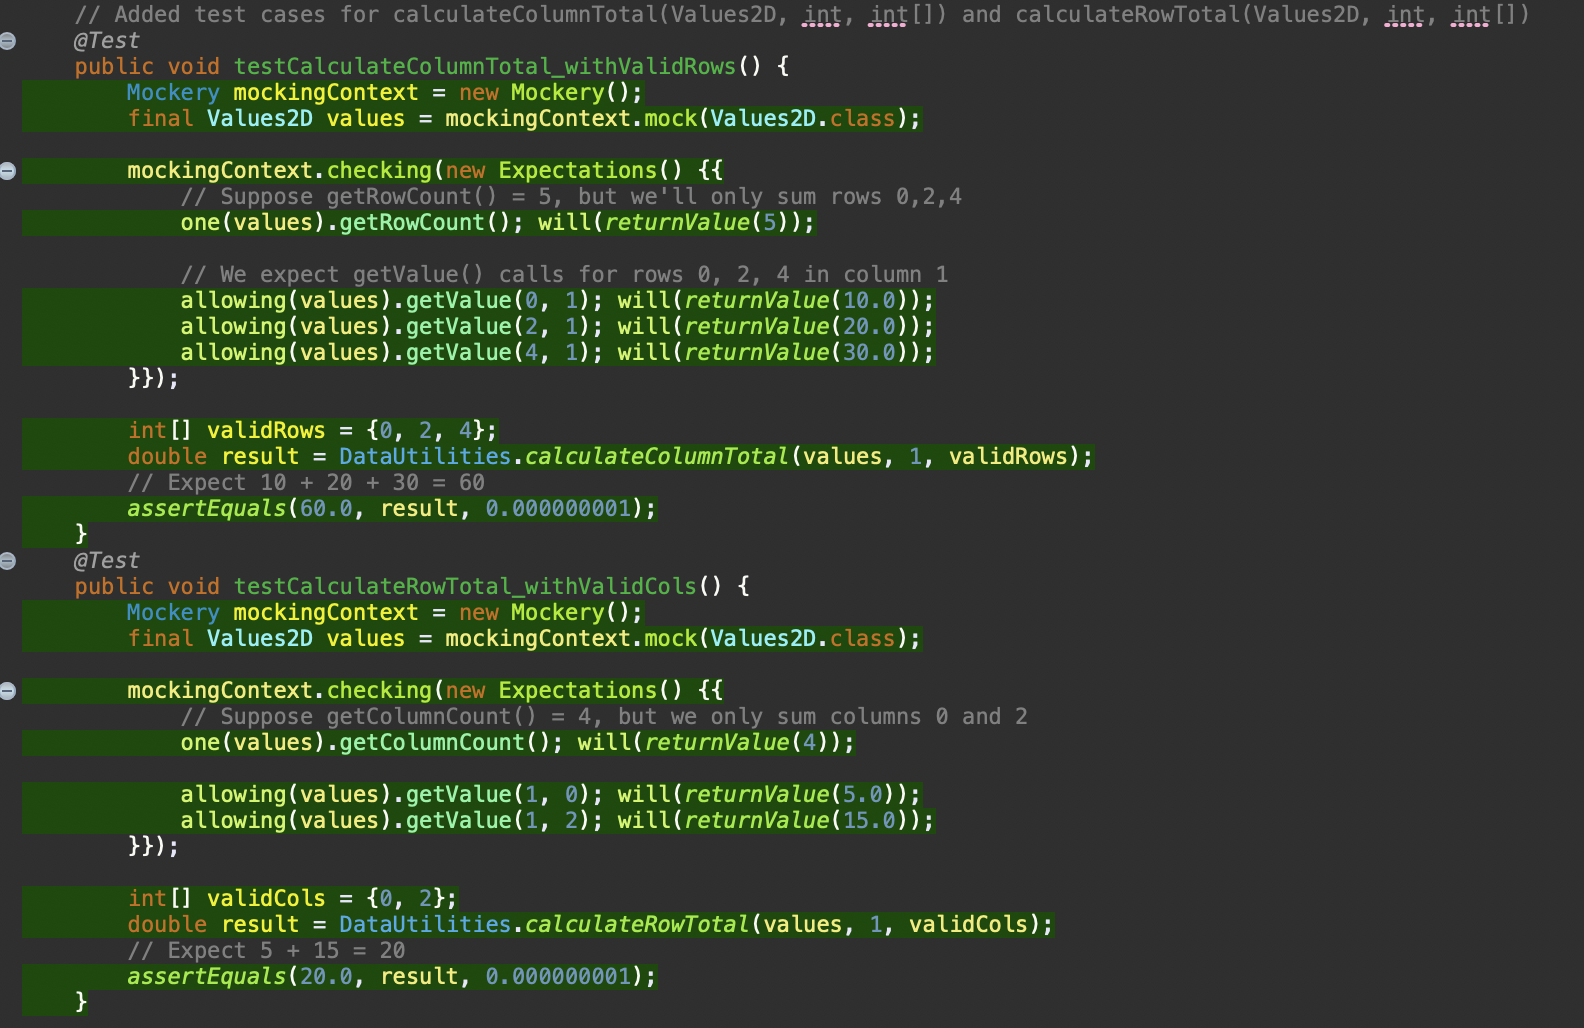 // Added test cases for calculateColumnTotal(Values2D, int, int[]) and calculateRowTotal(Values2D, int, int[])
@Test
public void testCalculateColumnTotal_withValidRows() {
Mockery mockingContext = new Mockery();
final Values2D values = mockingContext.mock(Values2D.class);
mockingContext.checking(new Expectations() {{
// Suppose getRowCount() = 5, but we'll only sum rows 0,2,4
one(values).getRowCount(); will(returnValue(5));
// We expect getValue() calls for rows 0, 2, 4 in column 1
allowing(values).getValue(0, 1); will(returnValue(10.0));
allowing(values).getValue(2, 1); will(returnValue(20.0));
allowing(values).getValue(4, 1); will(returnValue(30.0));
}});
int[] validRows = {0, 2, 4};
double result = DataUtilities.calculateColumnTotal(values, 1, validRows);
// Expect 10 + 20 + 30 = 60
assertEquals(60.0, result, 0.000000001);
}
@Test
public void testCalculateRowTotal_withValidCols() {
Mockery mockingContext = new Mockery();
final Values2D values = mockingContext.mock(Values2D.class);
mockingContext.checking(new Expectations() {{
// Suppose getColumnCount() = 4, but we only sum columns 0 and 2
one(values).getColumnCount(); will(returnValue(4));
allowing(values).getValue(1, 0); will(returnValue(5.0));
allowing(values).getValue(1, 2); will(returnValue(15.0));
}});
int[] validCols = {0, 2};
double result = DataUtilities.calculateRowTotal(values, 1, validCols);
// Expect 5 + 15 = 20
assertEquals(20.0, result, 0.000000001);
}